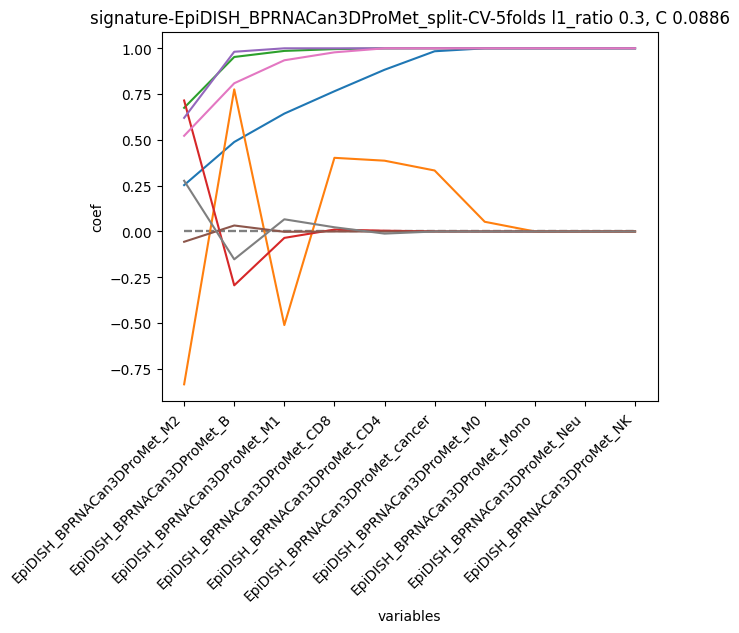 signature-EpiDISH_BPRNACan3DProMet_split-CV-5folds l1_ratio 0.3, C 0.0886
1.00
0.75
0.50
0.25
0.00
−0.25
−0.50
−0.75
coef
EpiDISH_BPRNACan3DProMet_M2
EpiDISH_BPRNACan3DProMet_B
EpiDISH_BPRNACan3DProMet_M1
EpiDISH_BPRNACan3DProMet_CD8
EpiDISH_BPRNACan3DProMet_CD4
EpiDISH_BPRNACan3DProMet_cancer
EpiDISH_BPRNACan3DProMet_M0
EpiDISH_BPRNACan3DProMet_Mono
EpiDISH_BPRNACan3DProMet_Neu
EpiDISH_BPRNACan3DProMet_NK
variables